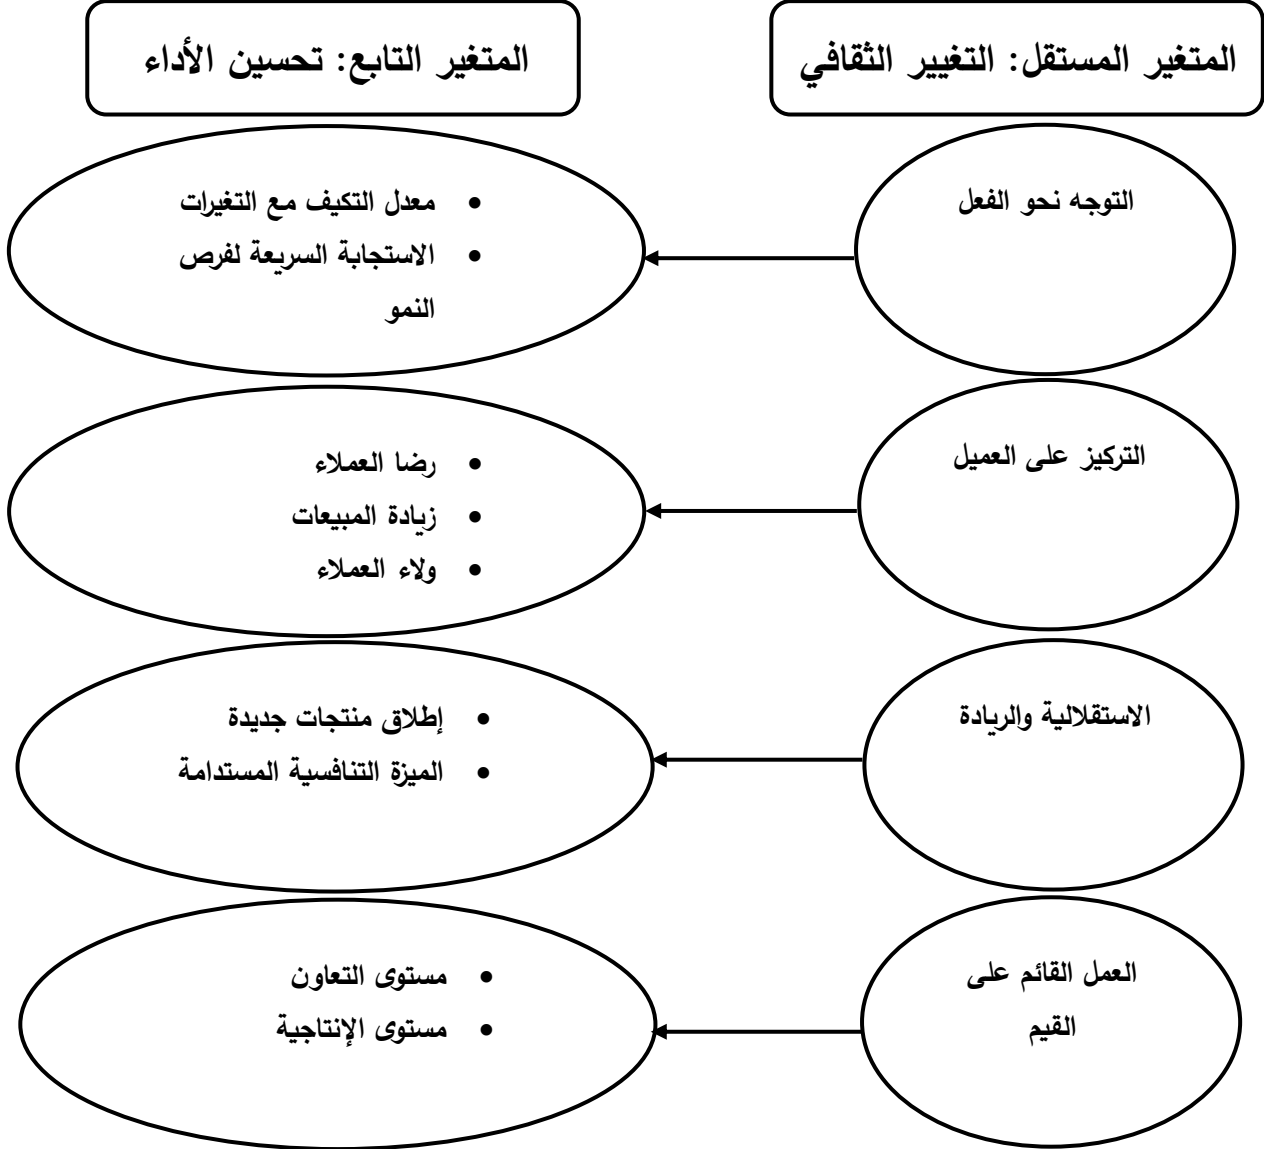 المتغير المستقل: التغيير الثقافي
المتغير التابع: تحسين الأداء
التوجه نحو الفعل
• معدل التكيف مع التغيرات
• الاستجابة السريعة لفرص
النمو
التركيز على العميل
• رضا العملاء
• زيادة المبيعات
• ولاء العملاء
الاستقلالية والريادة
• إطلاق منتجات جديدة
• الميزة التنافسية المستدامة
العمل القائم على
القيم
• مستوى التعاون
• مستوى الإنتاجية